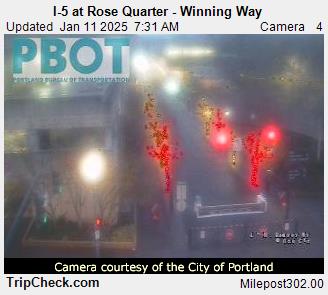 I-5 at Rose Quarter - Winning Way
Updated Jan 11 2025 7:31 AM Camera 4
PBOT
PORTLAND BUREAU OF TRANSPORTATION
Camera courtesy of the City of Portland
TripCheck.com Milepost302.00